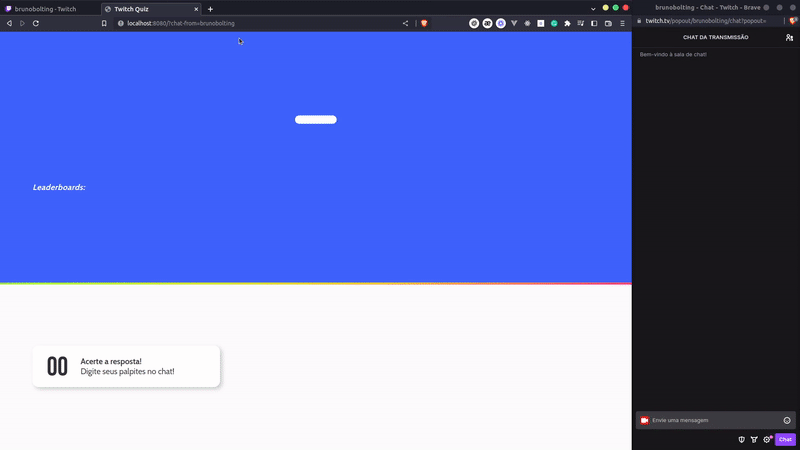 brunobolting - Twitch
Twitch Quiz
localhost:8080/?chat-from=brunobolting
Leaderboards:
00
Acerte a resposta!
Digite seus palpites no chat!
brunobolting - Chat - Twitch - Brave
twitch.tv/popout/brunobolting/chat?popout=
CHAT DA TRANSMISSÃO
Bem-vindo à sala de chat!
Envie uma mensagem
Chat